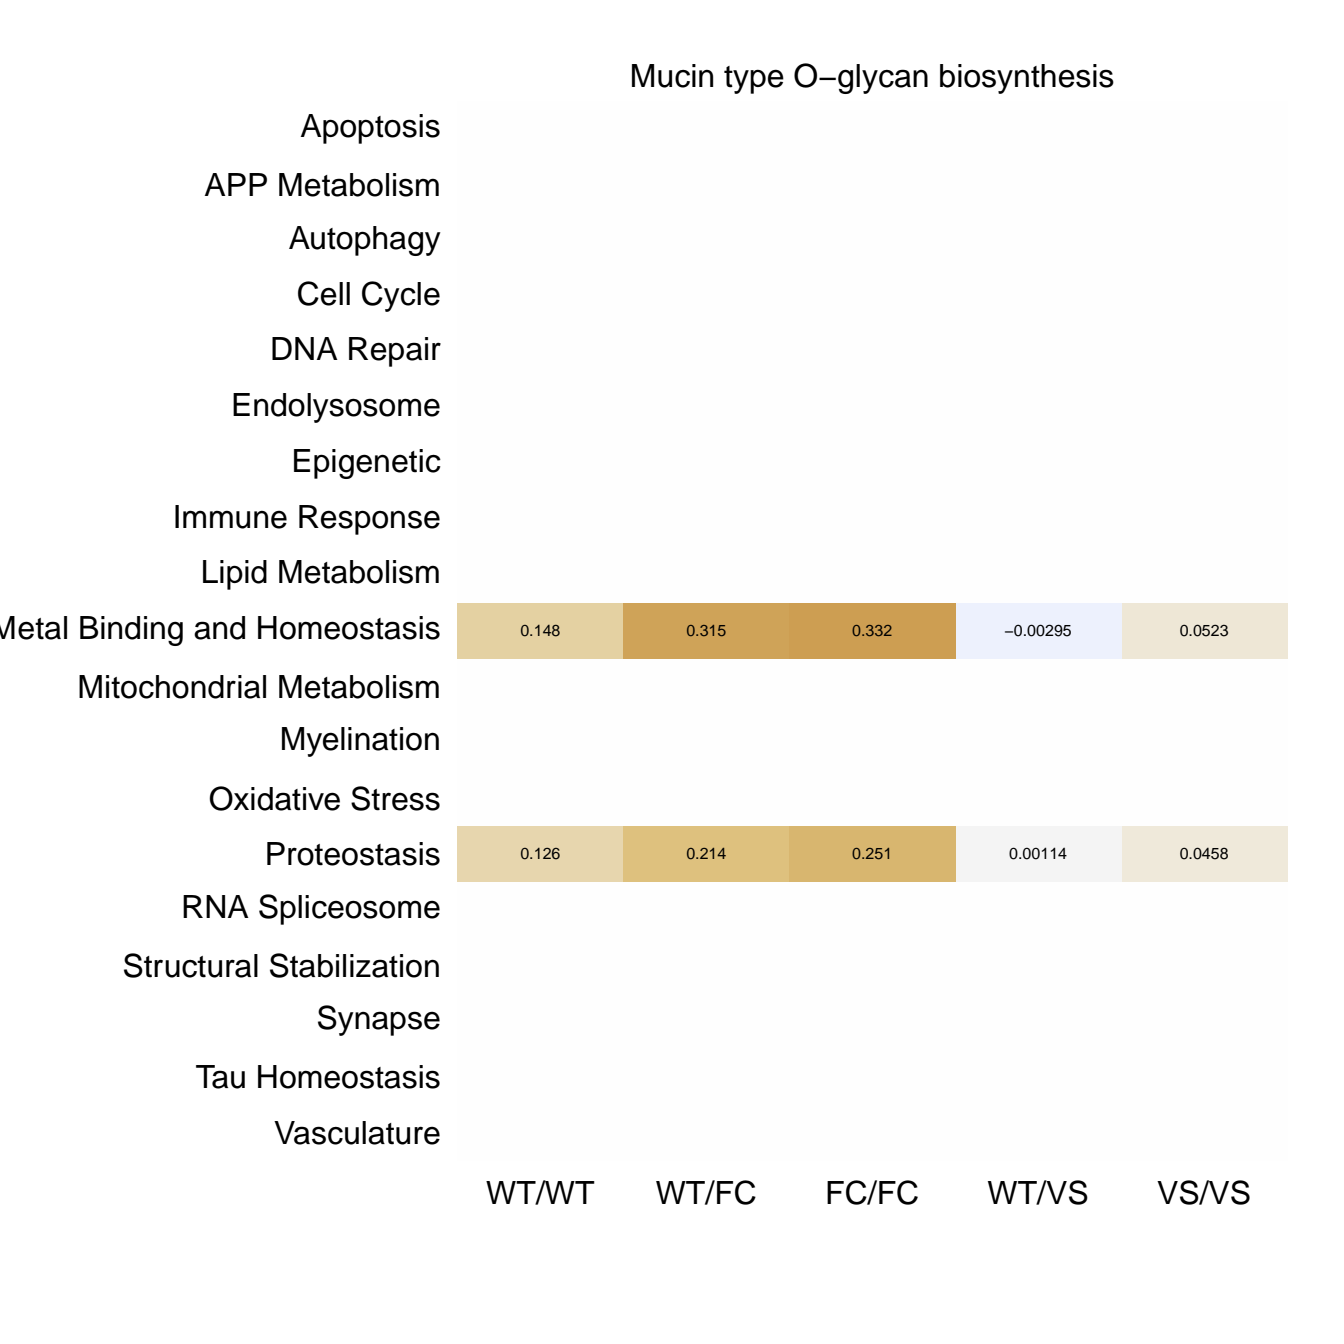 Mucin type O−glycan biosynthesis
Apoptosis
APP Metabolism
Autophagy
Cell Cycle
DNA Repair
Endolysosome
Epigenetic
Immune Response
Lipid Metabolism
Metal Binding and Homeostasis 0.148 0.315 0.332 −0.00295 0.0523
Mitochondrial Metabolism
Myelination
Oxidative Stress
Proteostasis 0.126 0.214 0.251 0.00114 0.0458
RNA Spliceosome
Structural Stabilization
Synapse
Tau Homeostasis
Vasculature
WT/WT WT/FC FC/FC WT/VS VS/VS